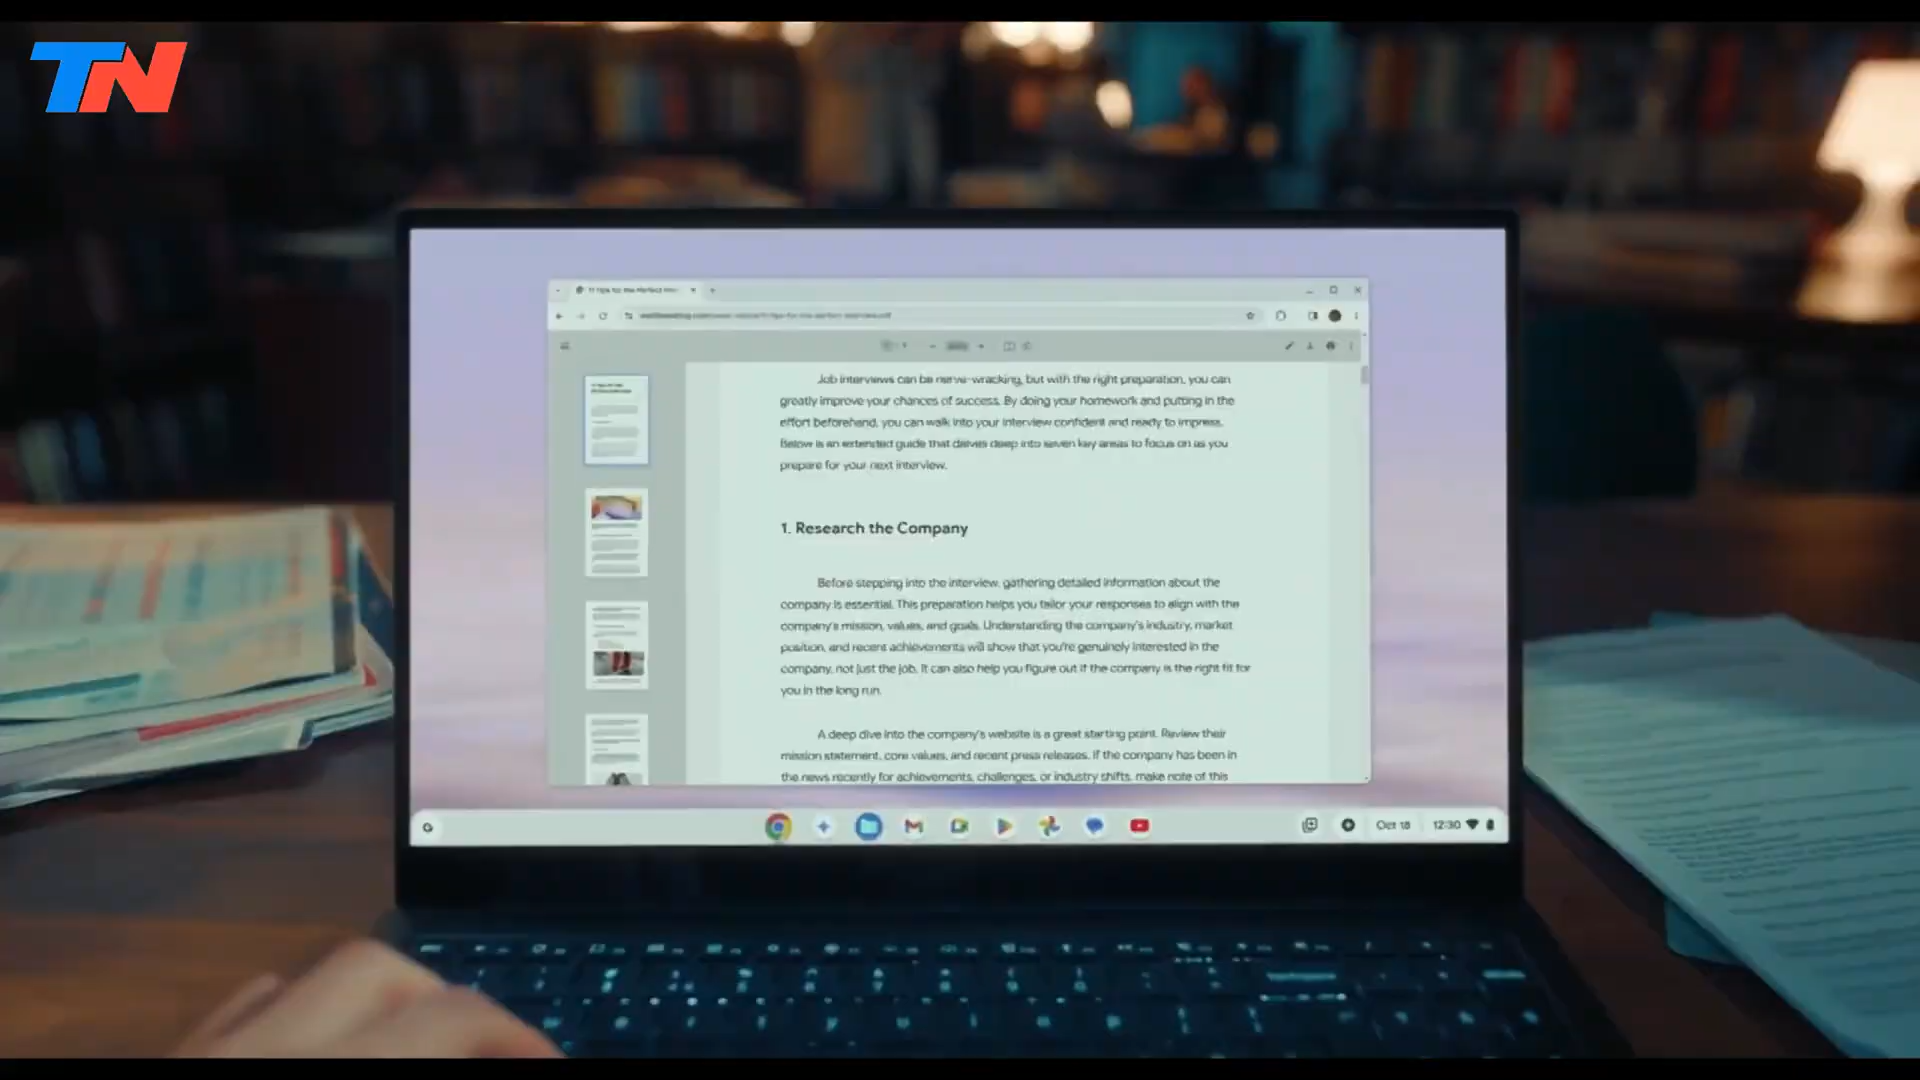 TN
11 Tips for the Perfect
Job interviews can be nerve-wracking, but with the right preparation, you can
greatly improve your chances of success. By doing your homework and putting in the
effort beforehand, you can walk into your interview confident and ready to impress.
Below is an extended guide that delves deep into seven key areas to focus on as you
prepare for your next interview.
1. Research the Company
Before stepping into the interview, gathering detailed information about the
company is essential. This preparation helps you tailor your responses to align with the
company's mission, values, and goals. Understanding the company's industry, market
position, and recent achievements will show that you're genuinely interested in the
company, not just the job. It can also help you figure out if the company is the right fit for
you in the long run.
A deep dive into the company's website is a great starting point. Review their
mission statement, core values, and recent press releases. If the company has been in
the news recently for achievements, challenges, or industry shifts, make note of this
Oct 18 12:30